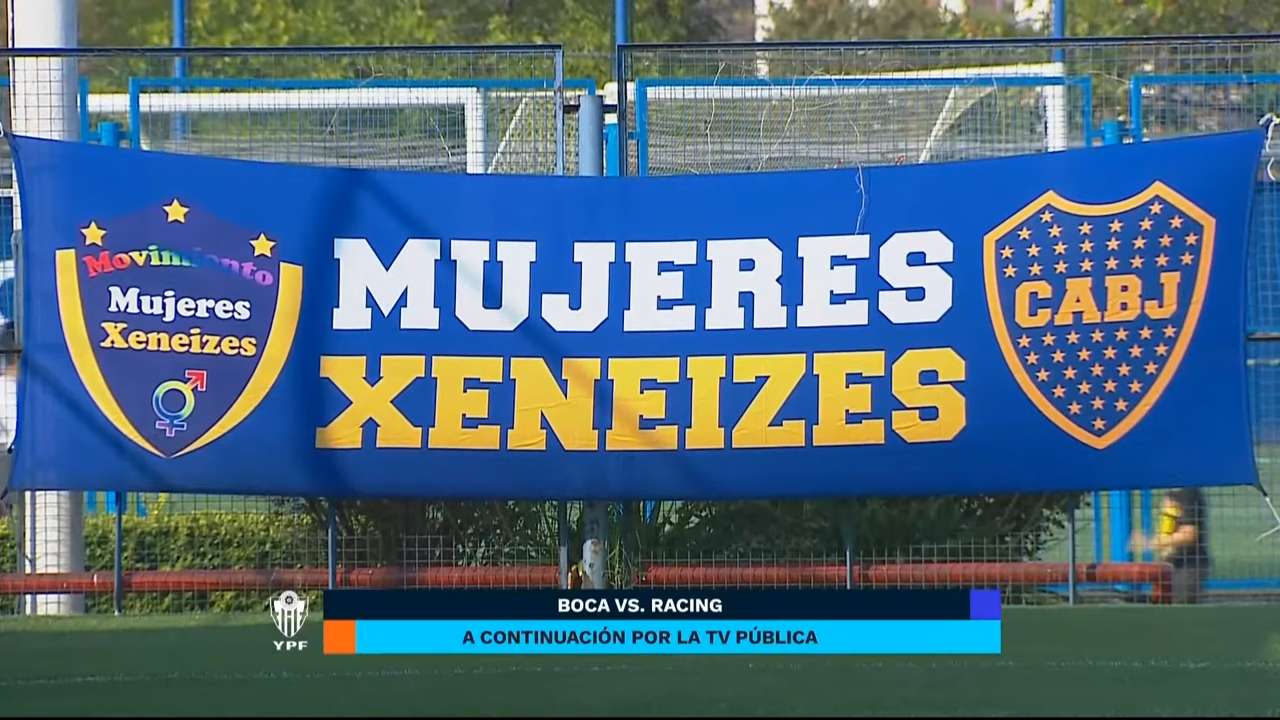 Movimiento
Mujeres
Xeneizes
MUJERES
XENEIZES
CABJ
YPF
BOCA VS. RACING
A CONTINUACIÓN POR LA TV PÚBLICA